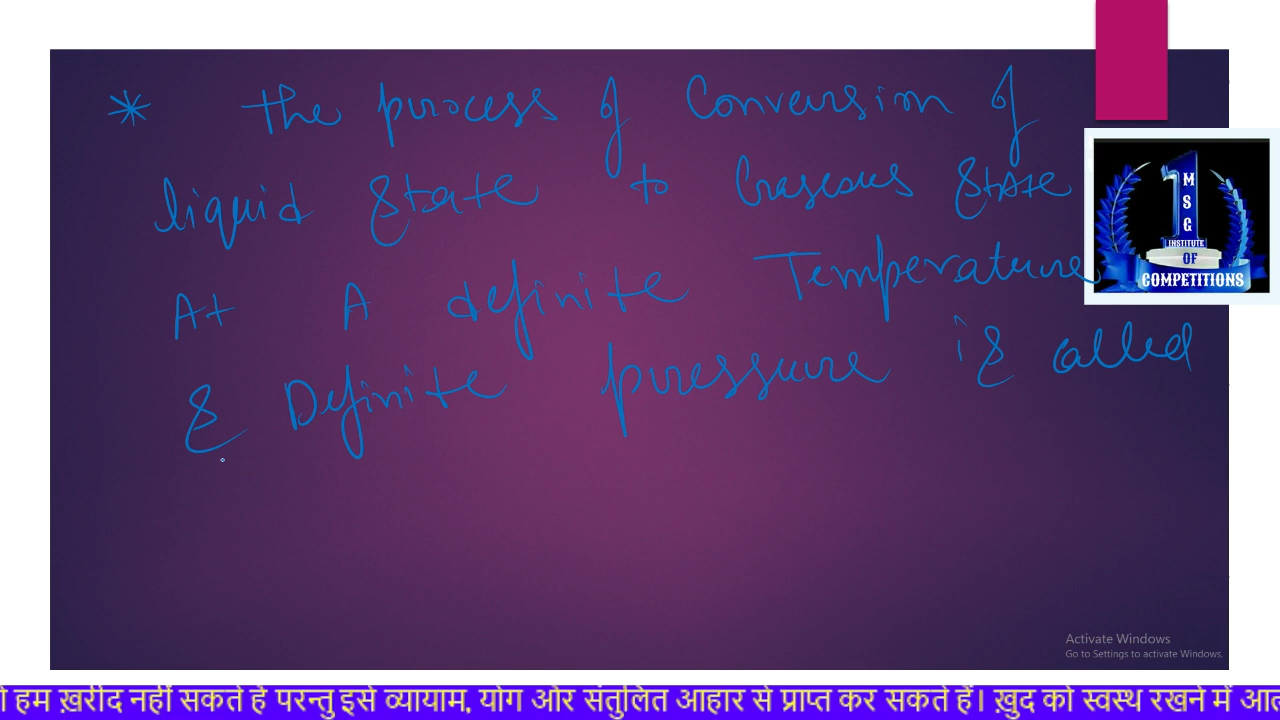 * The process of Conversion of
liquid State to Gaseous State
At A definite Temperature
& Definite pressure is called
M
S
G
INSTITUTE
OF
COMPETITIONS
Activate Windows
Go to Settings to activate Windows.
हम ख़रीद नहीं सकते हैं परन्तु इसे व्यायाम, योग और संतुलित आहार से प्राप्त कर सकते हैं। ख़ुद को स्वस्थ रखने में